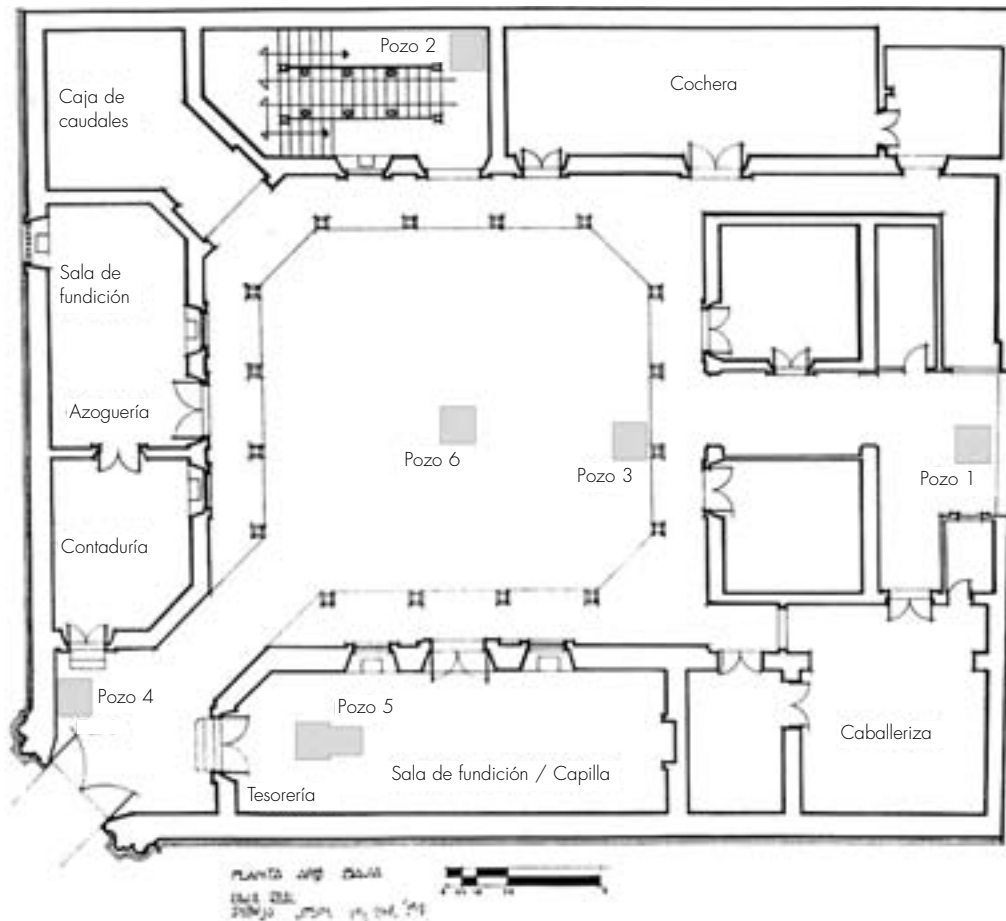 Pozo 2
Cochera
Caja de
caudales
Sala de
fundición
Azoguería
Pozo 6
Pozo 3
Pozo 1
Contaduría
Pozo 4
Pozo 5
Caballeriza
Sala de fundición / Capilla
Tesorería
PLANTA
BAJA